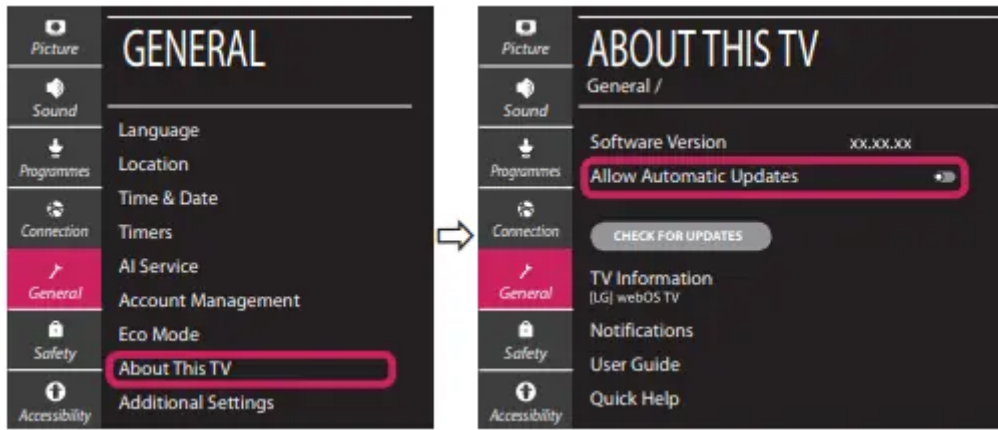 Picture
Sound
Programmes
Connection
General
Safety
Accessibility
GENERAL
Language
Location
Time & Date
Timers
AI Service
Account Management
Eco Mode
About This TV
Additional Settings
Picture
Sound
Programmes
Connection
General
Safety
Accessibility
ABOUT THIS TV
General /
Software Version xx.xx.xx
Allow Automatic Updates
CHECK FOR UPDATES
TV Information
[LG] webOS TV
Notifications
User Guide
Quick Help